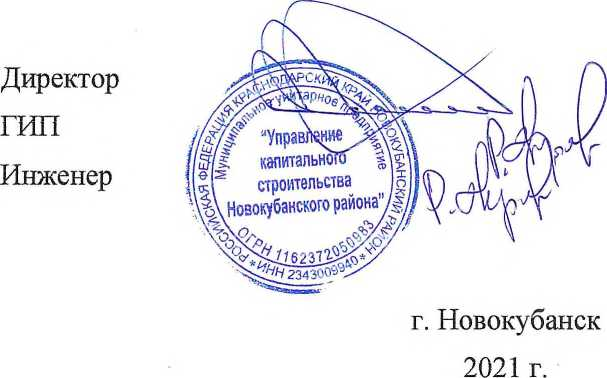 Директор
ГИП
Инженер
РОССИЙСКАЯ ФЕДЕРАЦИЯ КРАСНОДАРСКИЙ КРАЙ НОВОКУБАНСКИЙ РАЙОН
Муниципальное унитарное предприятие
"Управление
капитального
строительства
Новокубанского района"
ОГРН 1162372050983
* ИНН 2343009940 *
г. Новокубанск
2021 г.